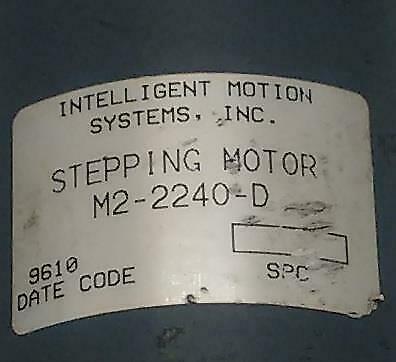 INTELLIGENT MOTION
SYSTEMS, INC.
STEPPING MOTOR
M2-2240-D
9610
DATE CODE
SPC